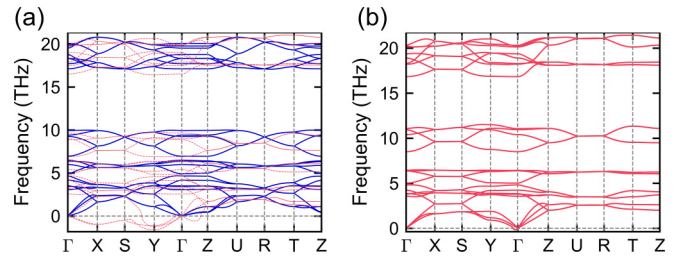 (a)
Frequency (THz)
20
15
10
5
0
Γ X S Y Γ Z U R T Z
(b)
Frequency (THz)
20
15
10
5
0
Γ X S Y Γ Z U R T Z